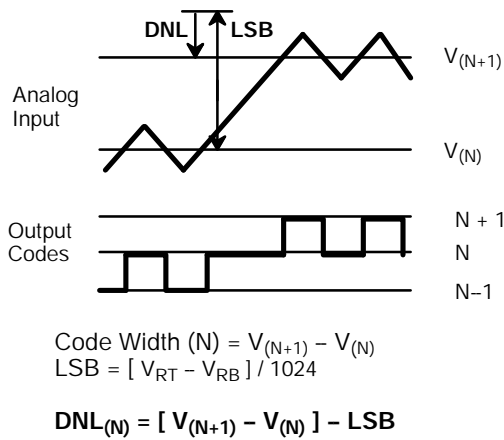 DNL LSB
V(N+1)
Analog
Input
V(N)
Output
Codes
N + 1
N
N–1
Code Width (N) = V(N+1) – V(N)
LSB = [ VRT – VRB ] / 1024
DNL(N) = [ V(N+1) – V(N) ] – LSB